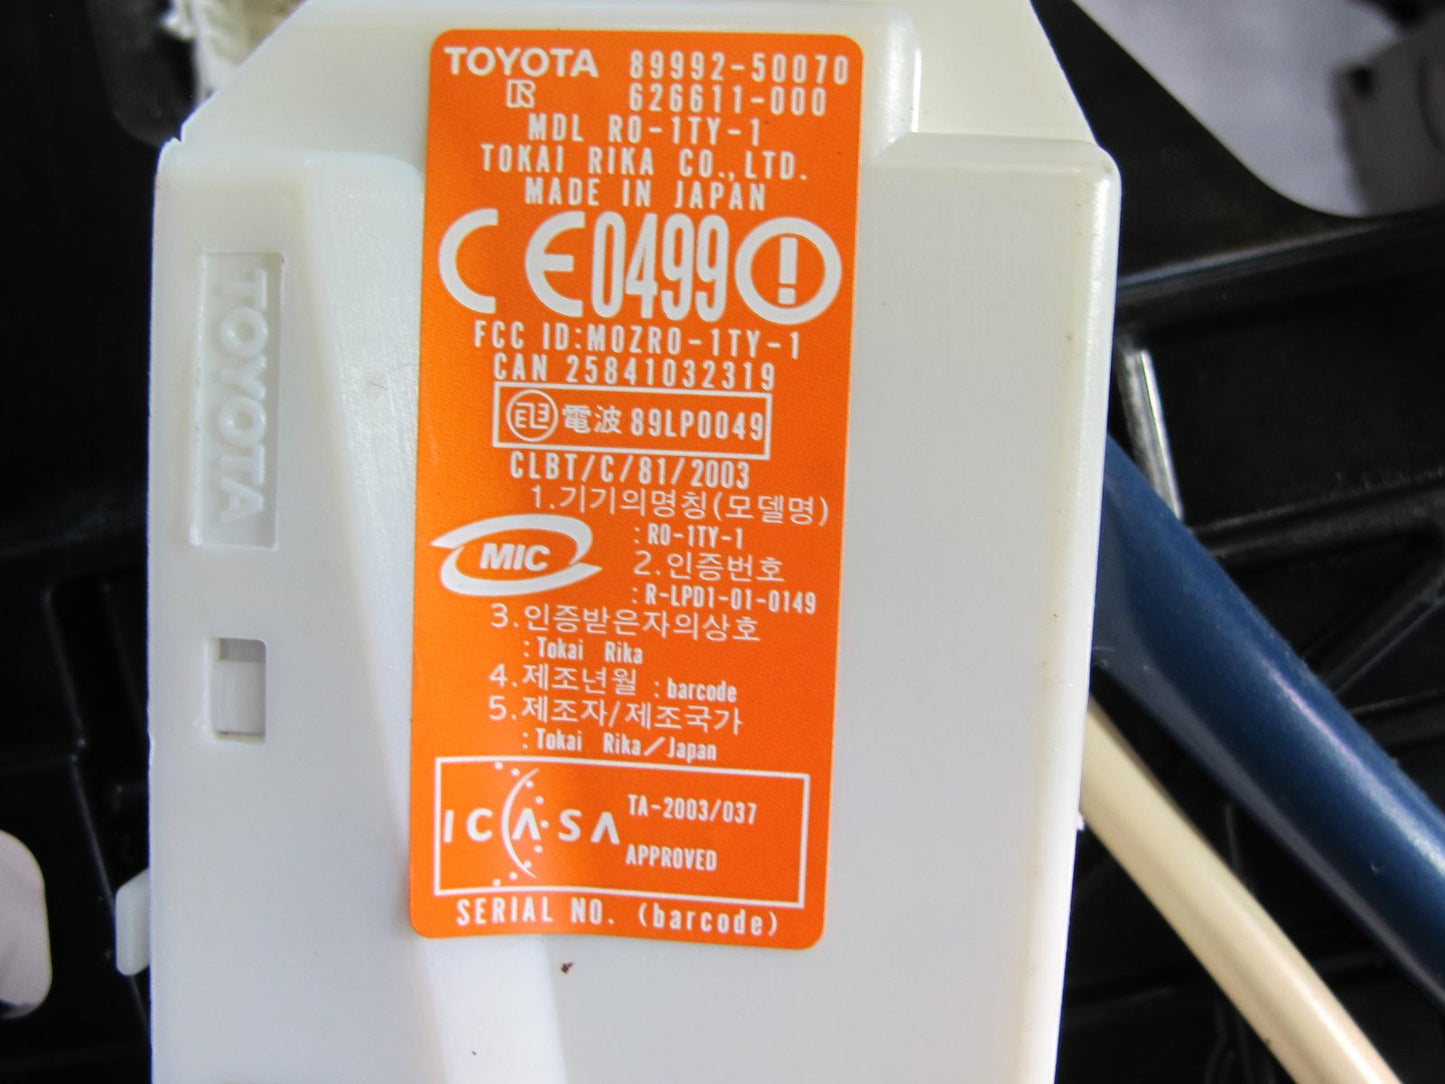 TOYOTA 89992-50070
626611-000
MDL RO-1TY-1
TOKAI RIKA CO.,LTD.
MADE IN JAPAN
CE0499
FCC ID:MOZRO-1TY-1
CAN 25841032319
電波 89LP0049
CLBT/C/81/2003
1.기기의명칭(모델명)
: RO-1TY-1
MIC
2.인증번호
: R-LPD1-01-0149
3.인증받은자의상호
: Tokai Rika
4.제조년월 : barcode
5.제조자/제조국가
: Tokai Rika/Japan
ICASA TA-2003/037
APPROVED
SERIAL NO. (barcode)
TOYOTA